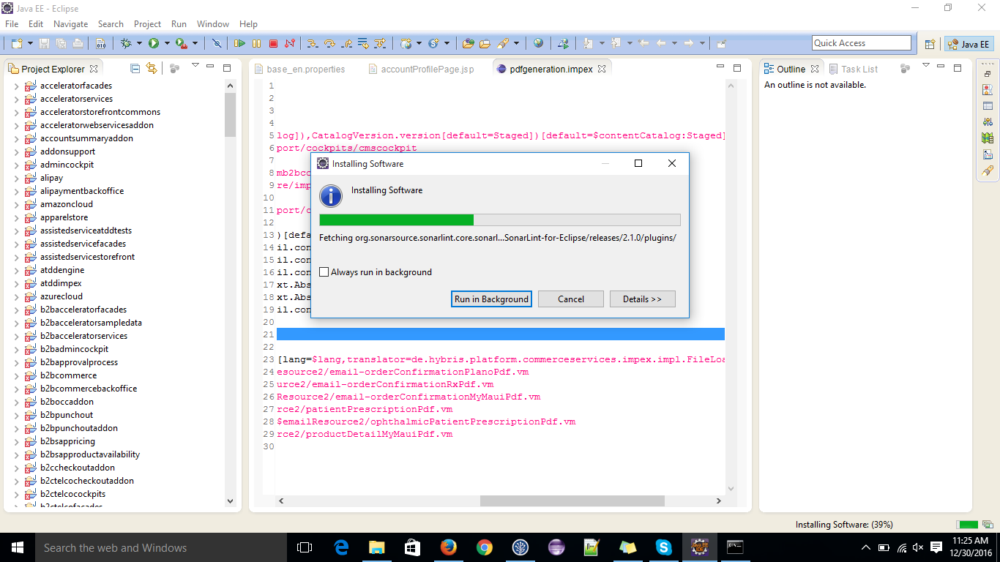 Java EE - Eclipse
File Edit Navigate Search Project Run Window Help
Quick Access
Java EE
Project Explorer
acceleratorfacades
acceleratorservices
acceleratorstorefrontcommons
acceleratorwebservicesaddon
accountsummaryaddon
addonsupport
admincockpit
alipay
alipaymentbackoffice
amazoncloud
apparelstore
assistedserviceatddtests
assistedservicefacades
assistedservicestorefront
atddengine
atddimpex
azurecloud
b2bacceleratorfacades
b2bacceleratorsampledata
b2bacceleratorservices
b2badmincockpit
b2bapprovalprocess
b2bcommerce
b2bcommercebackoffice
b2boccaddon
b2bpunchout
b2bpunchoutaddon
b2bsappricing
b2bsapproductavailability
b2ccheckoutaddon
b2ctelcocheckoutaddon
b2ctelcocockpits
b2ctelcofacades
base_en.properties accountProfilePage.jsp pdfgeneration.impex
1
2
3
4
5 log]),CatalogVersion.version[default=Staged])[default=$contentCatalog:Staged]
6 port/cockpits/cmscockpit
7
8 mb2bcc
9 re/imp
10
11 port/c
12
13 )[defa
14 il.con
15 il.con
16 il.con
17 xt.Abs
18 xt.Abs
19 il.con
20
21
22
23 [lang=$lang,translator=de.hybris.platform.commerceservices.impex.impl.FileLoa
24 esource2/email-orderConfirmationPlanoPdf.vm
25 urce2/email-orderConfirmationRxPdf.vm
26 Resource2/email-orderConfirmationMyMauiPdf.vm
27 rce2/patientPrescriptionPdf.vm
28 $emailResource2/ophthalmicPatientPrescriptionPdf.vm
29 rce2/productDetailMyMauiPdf.vm
30
Installing Software
Installing Software
Fetching org.sonarsource.sonarlint.core.sonarl...SonarLint-for-Eclipse/releases/2.1.0/plugins/
Always run in background
Run in Background Cancel Details >>
Outline Task List
An outline is not available.
Installing Software: (39%)
Search the web and Windows
11:25 AM
12/30/2016